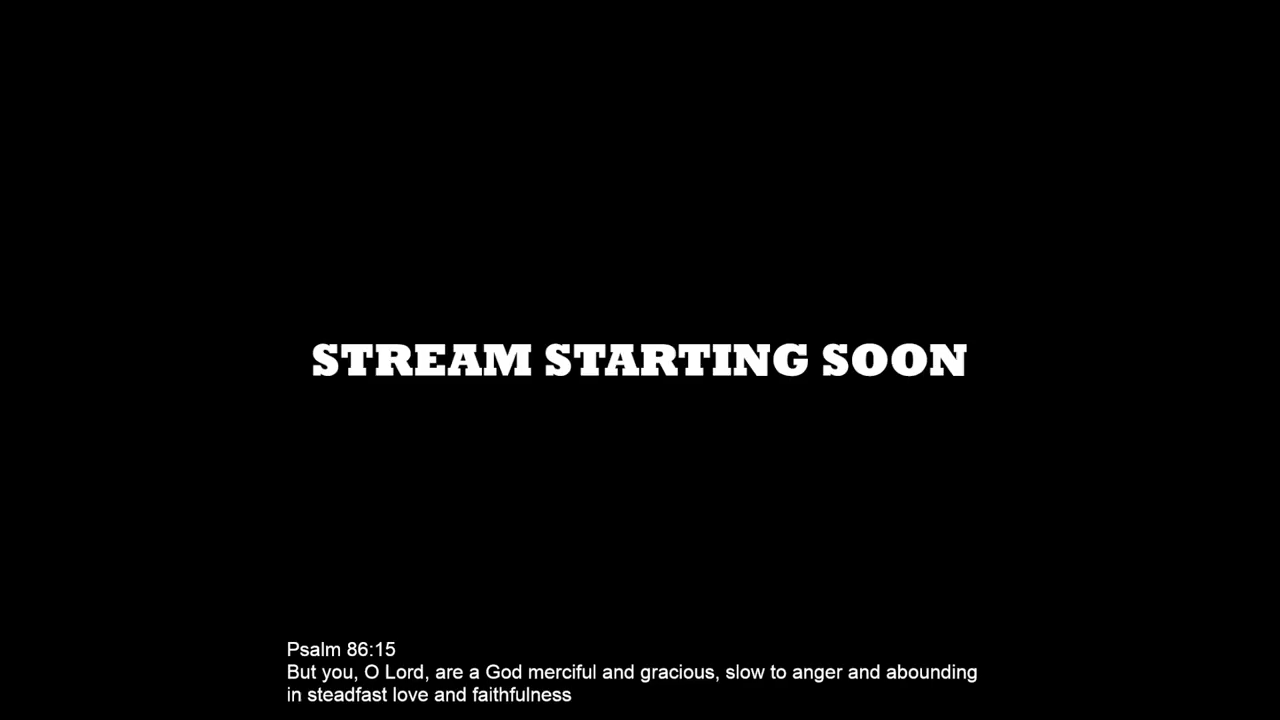 STREAM STARTING SOON
Psalm 86:15
But you, O Lord, are a God merciful and gracious, slow to anger and abounding
in steadfast love and faithfulness